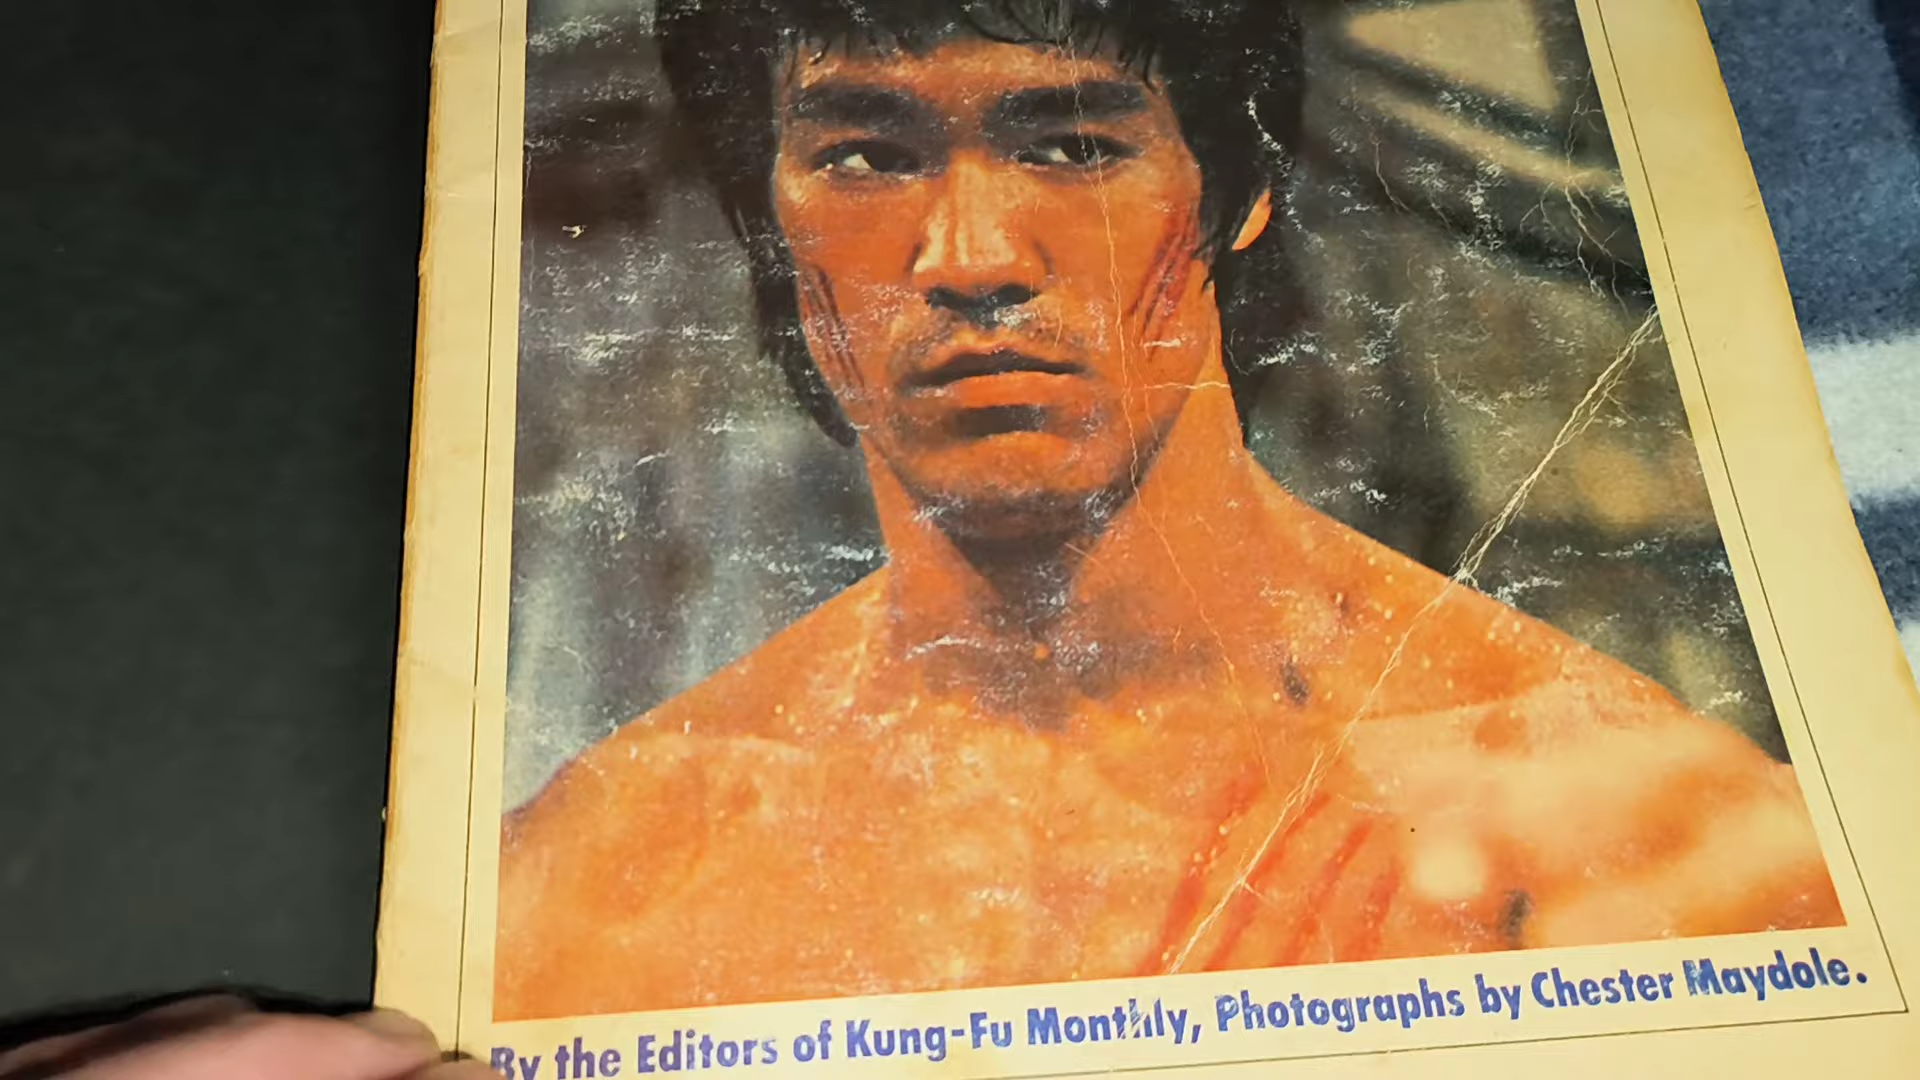 By the Editors of Kung-Fu Monthly, Photographs by Chester Maydole.